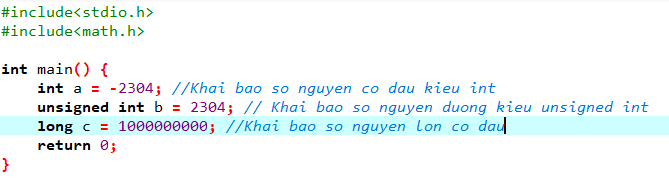 #include<stdio.h>
#include<math.h>
int main() {
int a = -2304; //Khai bao so nguyen co dau kieu int
unsigned int b = 2304; // Khai bao so nguyen duong kieu unsigned int
long c = 1000000000; //Khai bao so nguyen lon co dau
return 0;
}